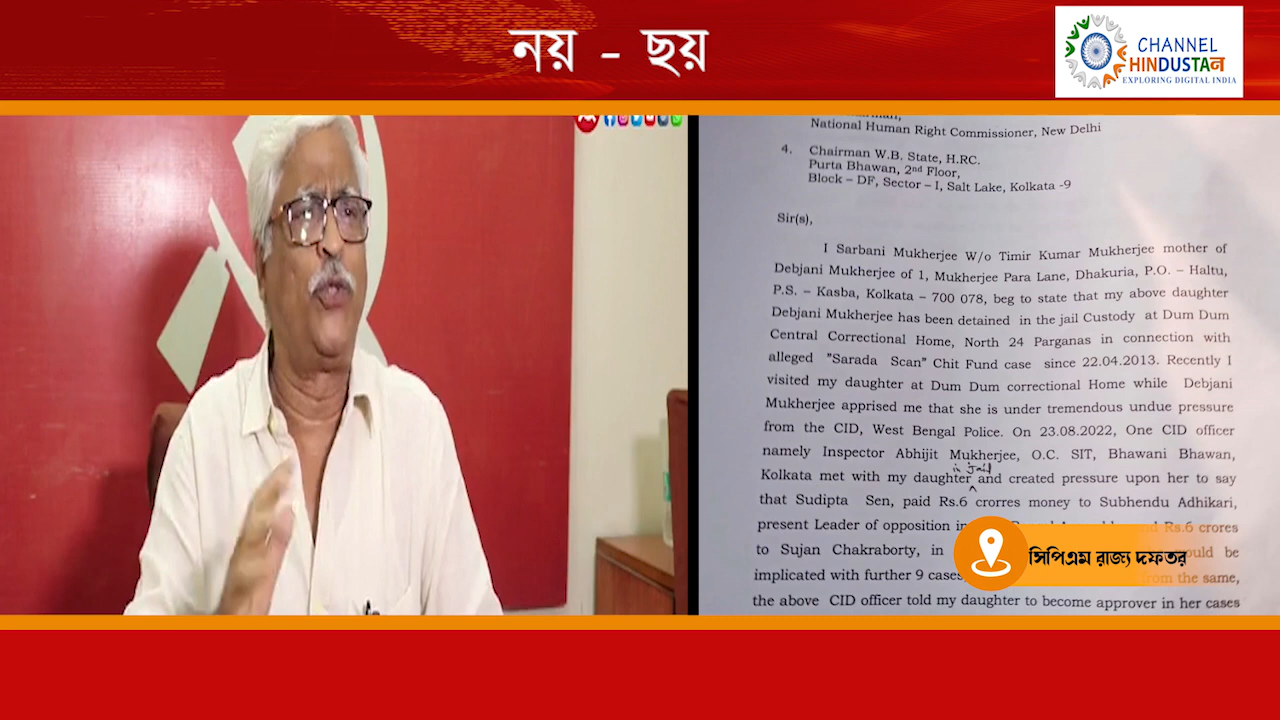 নয় - ছয়
CHANNEL
HINDUSTAন
EXPLORING DIGITAL INDIA
National Human Right Commissioner, New Delhi
4. Chairman W.B. State, H.RC.
Purta Bhawan, 2nd Floor,
Block – DF, Sector – I, Salt Lake, Kolkata -9
Sir(s),
I Sarbani Mukherjee W/o Timir Kumar Mukherjee mother of
Debjani Mukherjee of 1, Mukherjee Para Lane, Dhakuria, P.O. – Haltu,
P.S. – Kasba, Kolkata – 700 078, beg to state that my above daughter
Debjani Mukherjee has been detained in the jail Custody at Dum Dum
Central Correctional Home, North 24 Parganas in connection with
alleged "Sarada Scan" Chit Fund case since 22.04.2013. Recently I
visited my daughter at Dum Dum correctional Home while Debjani
Mukherjee apprised me that she is under tremendous undue pressure
from the CID, West Bengal Police. On 23.08.2022, One CID officer
namely Inspector Abhijit Mukherjee, O.C. SIT, Bhawani Bhawan,
in Jail
Kolkata met with my daughter and created pressure upon her to say
that Sudipta Sen, paid Rs.6 crorres money to Subhendu Adhikari,
present Leader of opposition in Rs.6 crores
to Sujan Chakraborty, in be
implicated with further 9 cases from the same,
the above CID officer told my daughter to become approver in her cases
সিপিএম রাজ্য দফতর